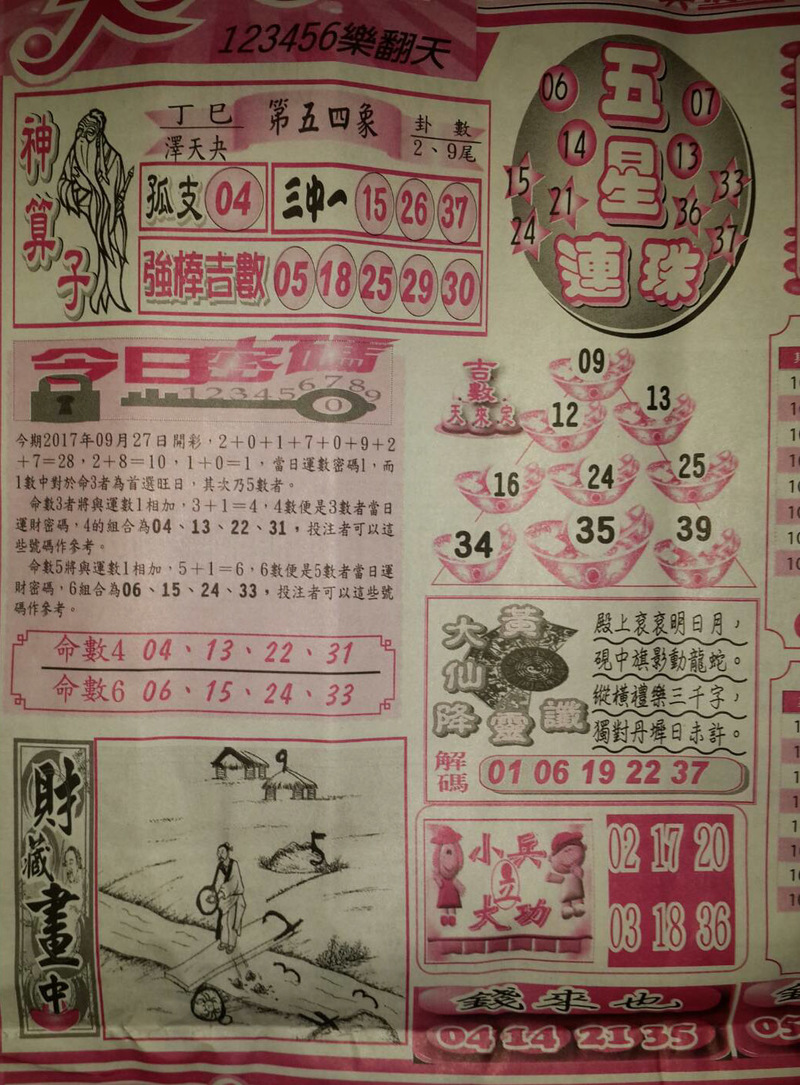 123456樂翻天
神算子
丁巳
澤天夬
第五四象
卦數
2、9尾
孤支 04
三中一 15 26 37
強棒吉數 05 18 25 29 30
五星連珠
06
07
14
13
15
21
33
36
24
37
今日密碼
1234567890
今期2017年09月27日開彩,2+0+1+7+0+9+2
+7=28,2+8=10,1+0=1,當日運數密碼1,而
1數中對於命3者為首選旺日,其次乃5數者。
命數3者將與運數1相加,3+1=4,4數便是3數者當日
運財密碼,4的組合為04、13、22、31,投注者可以這
些號碼作參考。
命數5將與運數1相加,5+1=6,6數便是5數者當日運
財密碼,6組合為06、15、24、33,投注者可以這些號
碼作參考。
命數4 04、13、22、31
命數6 06、15、24、33
吉數
天來定
09
12
13
16
24
25
34
35
39
黃大仙降靈讖
殿上袞袞明日月,
硯中旗影動龍蛇。
縱橫禮樂三千字,
獨對丹墀日未許。
解碼 01 06 19 22 37
財藏畫中
9
5
小兵立大功
02 17 20
03 18 36
錢來也
04 14 21 35
05